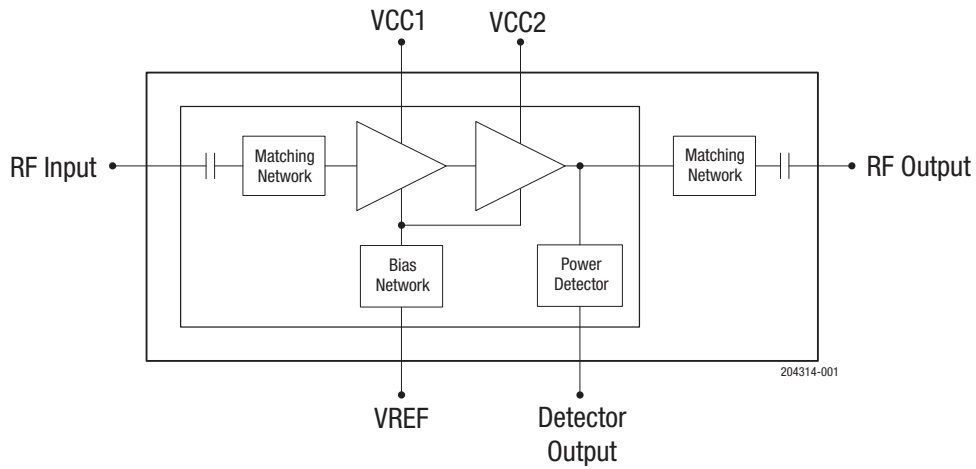 VCC1
VCC2
RF Input
Matching
Network
Matching
Network
RF Output
Bias
Network
Power
Detector
204314-001
VREF
Detector
Output